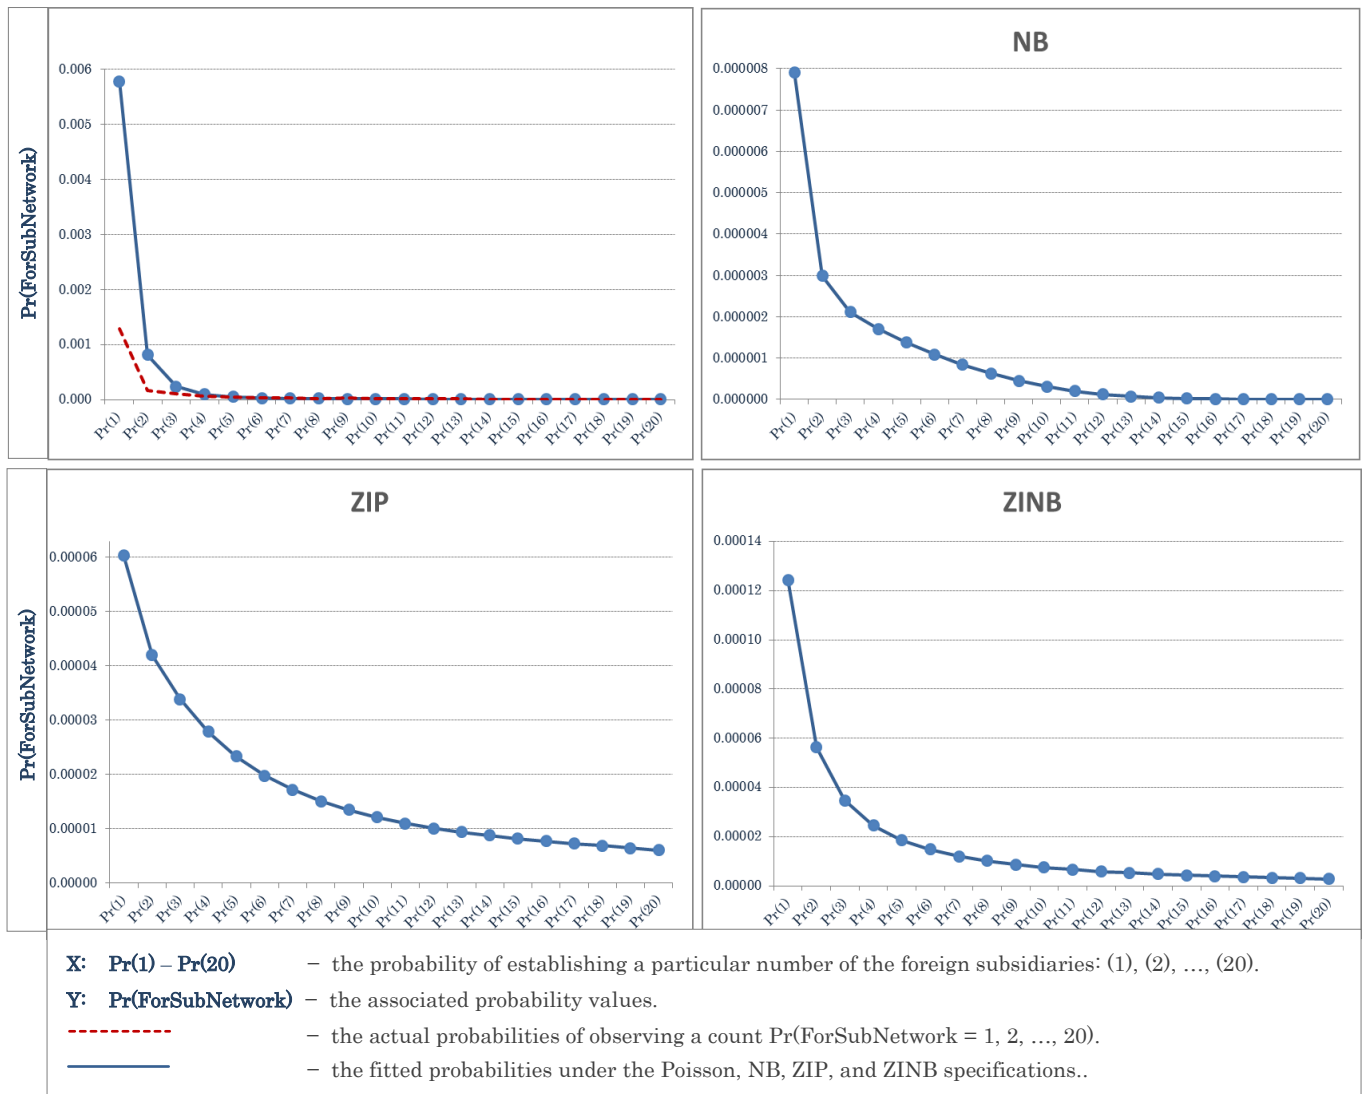 Pr(ForSubNetwork)
0.006
0.005
0.004
0.003
0.002
0.001
0.000
Pr(1) Pr(2) Pr(3) Pr(4) Pr(5) Pr(6) Pr(7) Pr(8) Pr(9) Pr(10) Pr(11) Pr(12) Pr(13) Pr(14) Pr(15) Pr(16) Pr(17) Pr(18) Pr(19) Pr(20)
NB
0.000008
0.000007
0.000006
0.000005
0.000004
0.000003
0.000002
0.000001
0.000000
Pr(1) Pr(2) Pr(3) Pr(4) Pr(5) Pr(6) Pr(7) Pr(8) Pr(9) Pr(10) Pr(11) Pr(12) Pr(13) Pr(14) Pr(15) Pr(16) Pr(17) Pr(18) Pr(19) Pr(20)
Pr(ForSubNetwork)
ZIP
0.00006
0.00005
0.00004
0.00003
0.00002
0.00001
0.00000
Pr(1) Pr(2) Pr(3) Pr(4) Pr(5) Pr(6) Pr(7) Pr(8) Pr(9) Pr(10) Pr(11) Pr(12) Pr(13) Pr(14) Pr(15) Pr(16) Pr(17) Pr(18) Pr(19) Pr(20)
ZINB
0.00014
0.00012
0.00010
0.00008
0.00006
0.00004
0.00002
0.00000
Pr(1) Pr(2) Pr(3) Pr(4) Pr(5) Pr(6) Pr(7) Pr(8) Pr(9) Pr(10) Pr(11) Pr(12) Pr(13) Pr(14) Pr(15) Pr(16) Pr(17) Pr(18) Pr(19) Pr(20)
X: Pr(1) – Pr(20) – the probability of establishing a particular number of the foreign subsidiaries: (1), (2), …, (20).
Y: Pr(ForSubNetwork) – the associated probability values.
– the actual probabilities of observing a count Pr(ForSubNetwork = 1, 2, …, 20).
– the fitted probabilities under the Poisson, NB, ZIP, and ZINB specifications..